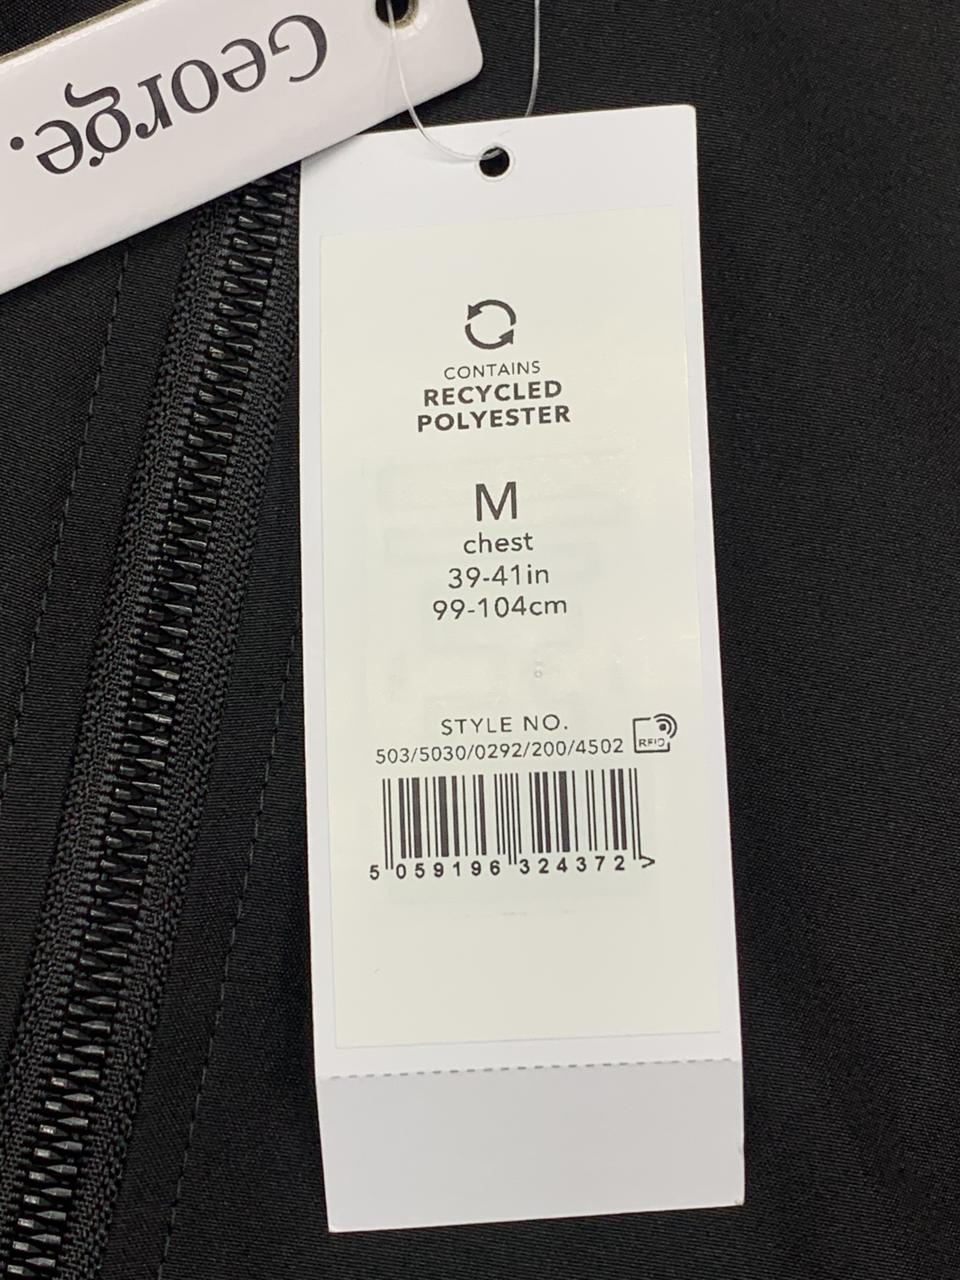 George.
CONTAINS
RECYCLED
POLYESTER
M
chest
39-41in
99-104cm
STYLE NO.
503/5030/0292/200/4502
RFID
5 059196 324372 >